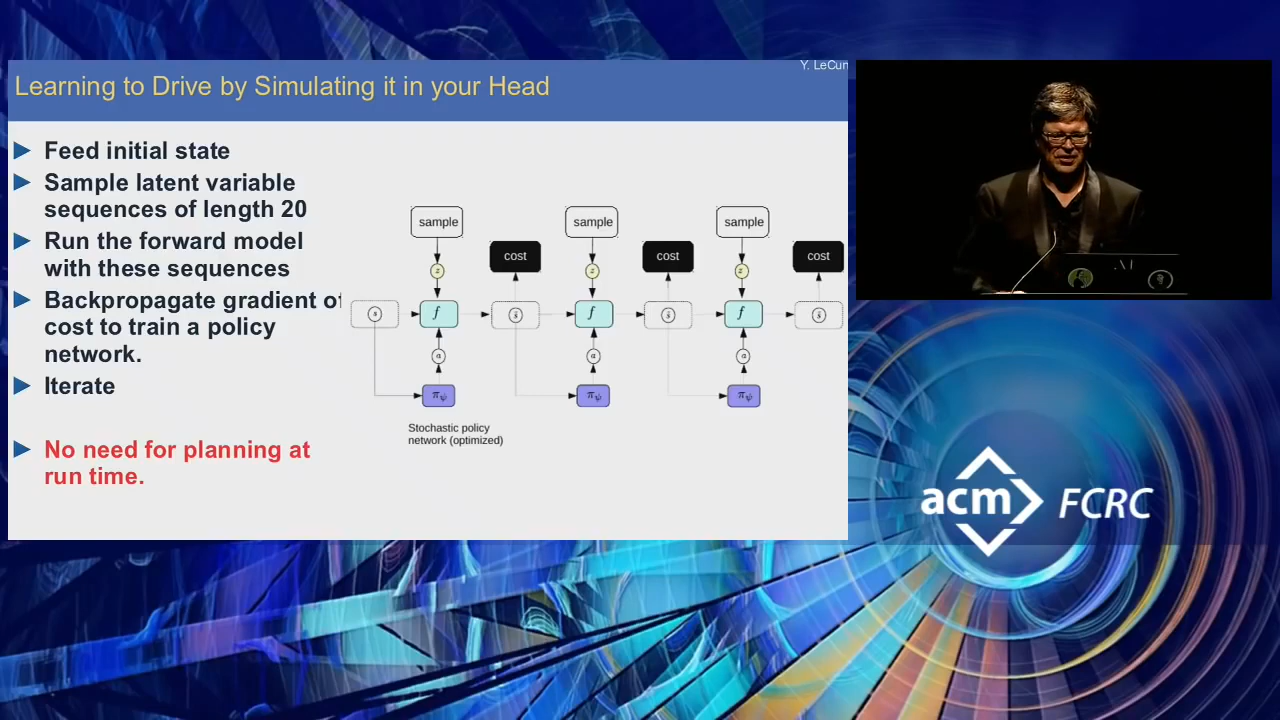 Y. LeCun
Learning to Drive by Simulating it in your Head
Feed initial state
Sample latent variable
sequences of length 20
Run the forward model
with these sequences
Backpropagate gradient of
cost to train a policy
network.
Iterate
No need for planning at
run time.
sample sample sample
cost cost cost
z z z
s f ŝ f ŝ f ŝ
a a a
πψ πψ πψ
Stochastic policy
network (optimized)
acm FCRC